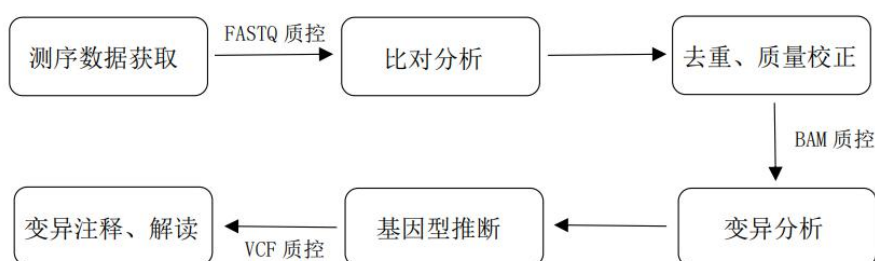 测序数据获取
FASTQ 质控
比对分析
去重、质量校正
BAM 质控
变异分析
基因型推断
VCF 质控
变异注释、解读